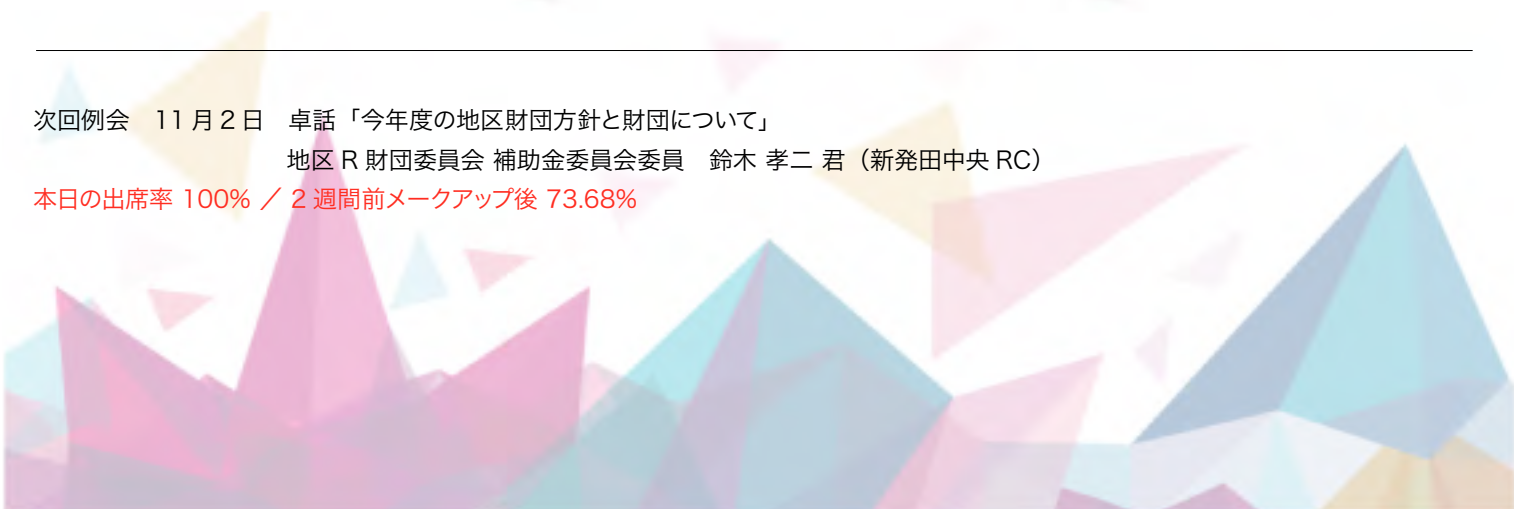 次回例会　11月2日　卓話「今年度の地区財団方針と財団について」
地区 R 財団委員会 補助金委員会委員　鈴木 孝二 君（新発田中央 RC）
本日の出席率 100% ／ 2 週間前メークアップ後 73.68%